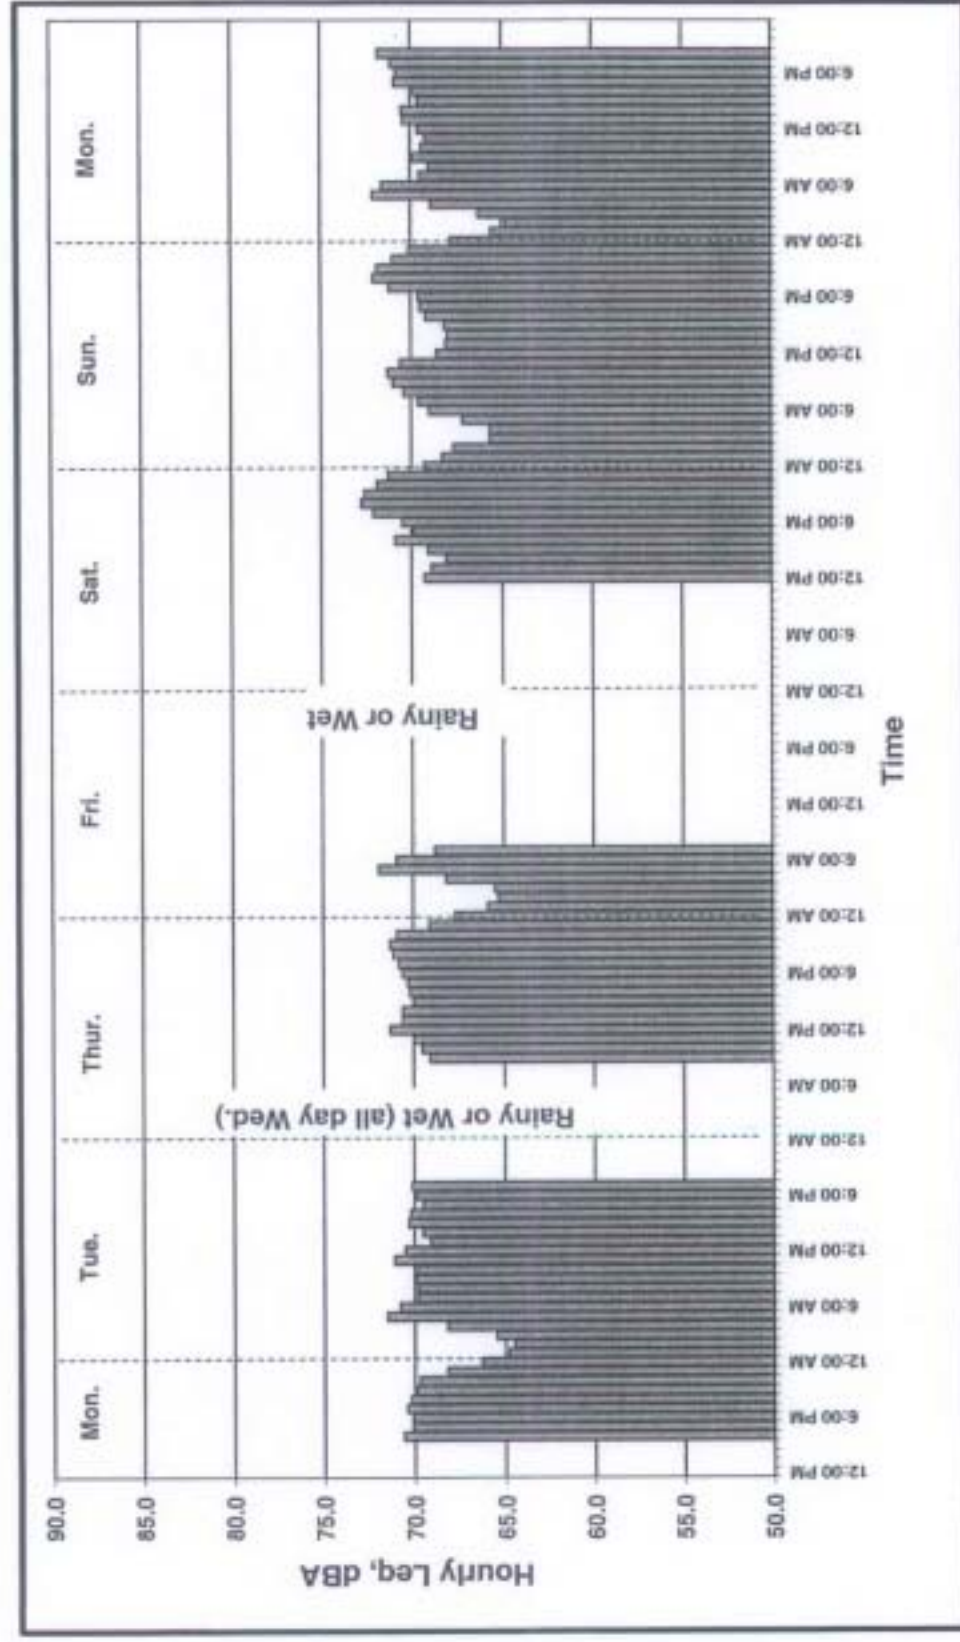 Hourly Leq, dBA
90.0
85.0
80.0
75.0
70.0
65.0
60.0
55.0
50.0
Mon.
Tue.
Thur.
Fri.
Sat.
Sun.
Mon.
Rainy or Wet (all day Wed.)
Rainy or Wet
12:00 PM
6:00 PM
12:00 AM
6:00 AM
12:00 PM
6:00 PM
12:00 AM
6:00 AM
12:00 PM
6:00 PM
12:00 AM
6:00 AM
12:00 PM
6:00 PM
12:00 AM
6:00 AM
12:00 PM
6:00 PM
12:00 AM
6:00 AM
12:00 PM
6:00 PM
12:00 AM
6:00 AM
12:00 PM
6:00 PM
Time